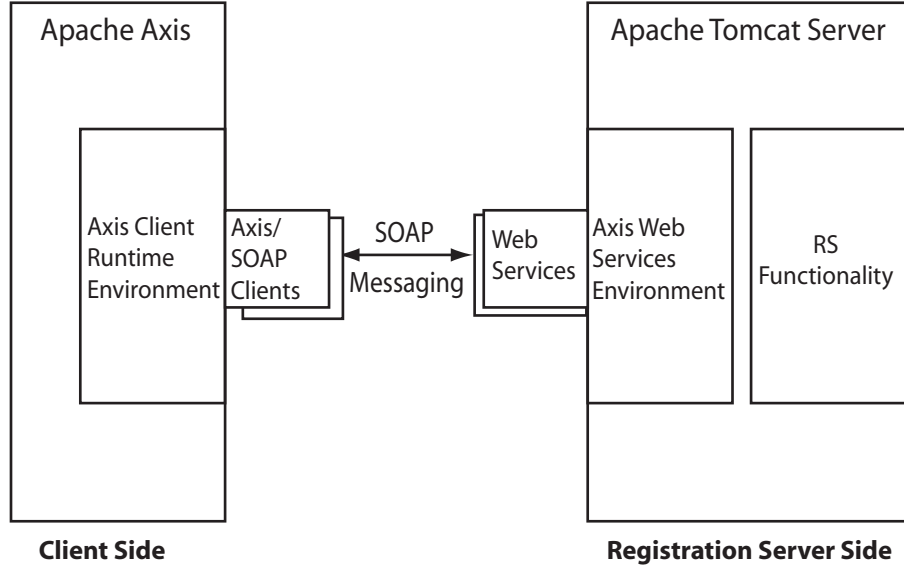 Apache Axis
Apache Tomcat Server
Axis Client
Runtime
Environment
Axis/
SOAP
Clients
SOAP
Messaging
Web
Services
Axis Web
Services
Environment
RS
Functionality
Client Side
Registration Server Side